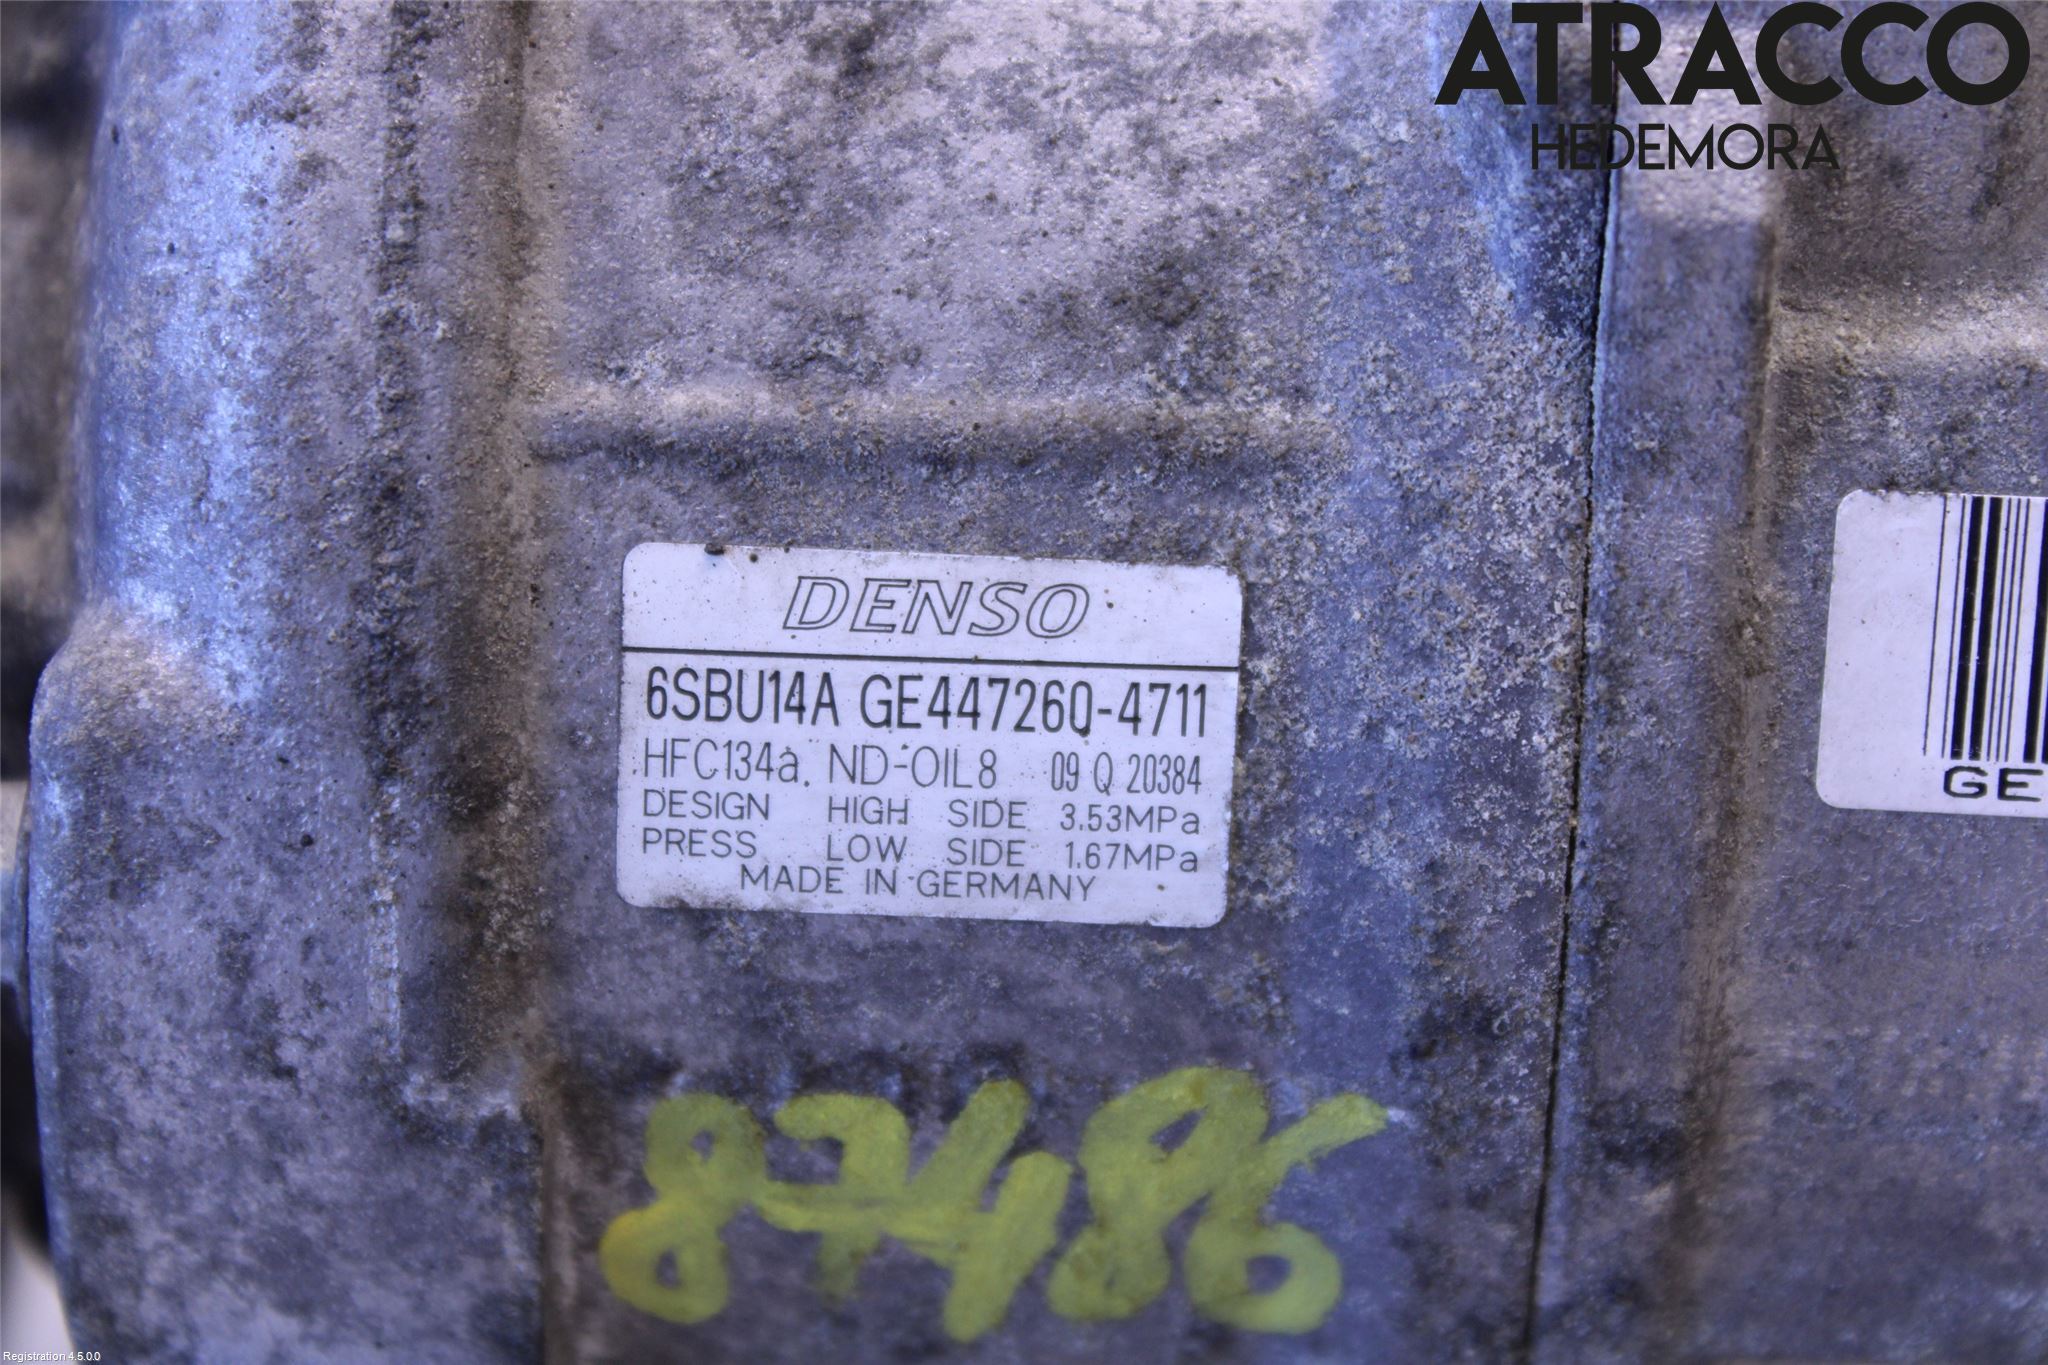 ATRACCO
HEDEMORA
DENSO
6SBU14A GE447260-4711
HFC134a. ND-OIL8 09 Q 20384
DESIGN HIGH SIDE 3.53MPa
PRESS LOW SIDE 1.67MPa
MADE IN GERMANY
GE
87486
Registration 4.5.0.0